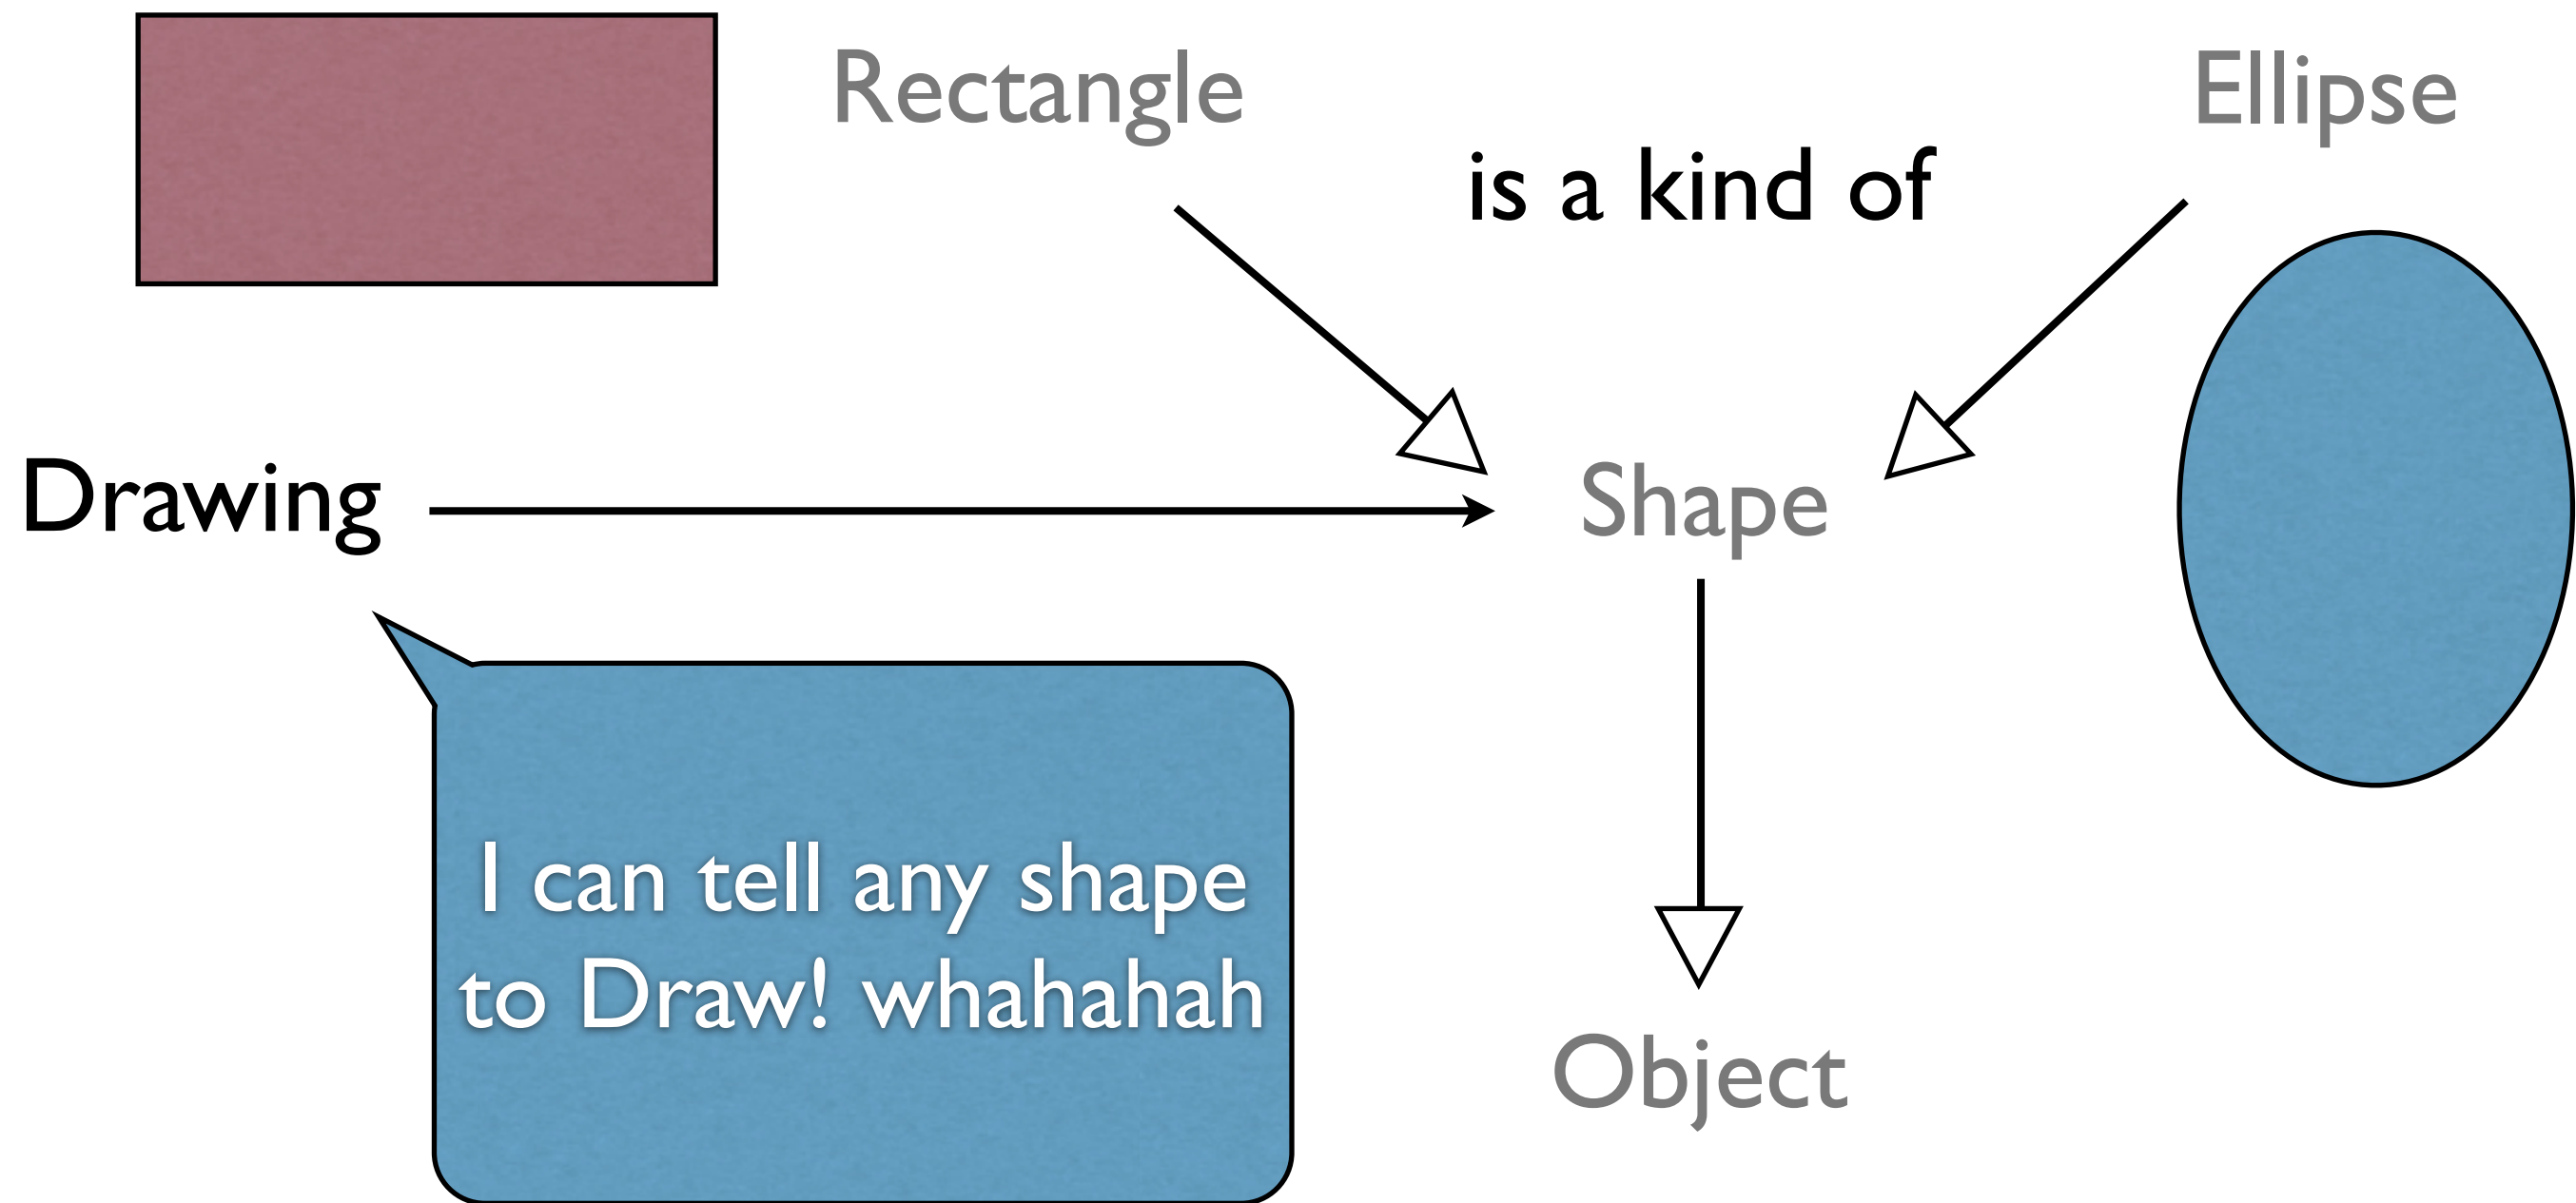 Rectangle
Ellipse
is a kind of
Drawing
Shape
I can tell any shape
to Draw! whahahah
Object